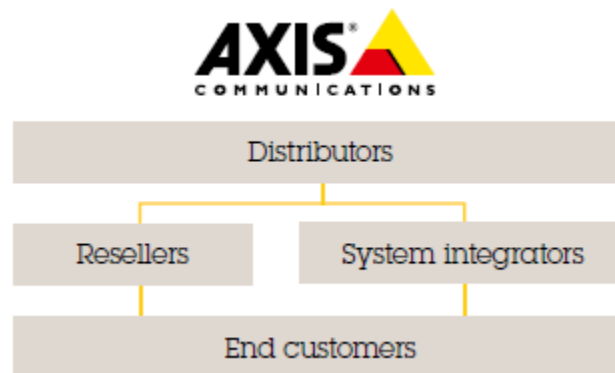 AXIS®
COMMUNICATIONS
Distributors
Resellers
System integrators
End customers